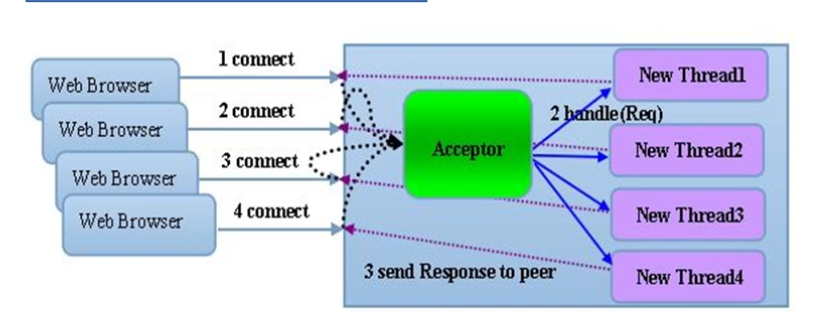 1 connect
New Thread1
Web Browser
2 connect
2 handle(Req)
Web Browser
Acceptor
New Thread2
3 connect
Web Browser
4 connect
New Thread3
Web Browser
3 send Response to peer
New Thread4